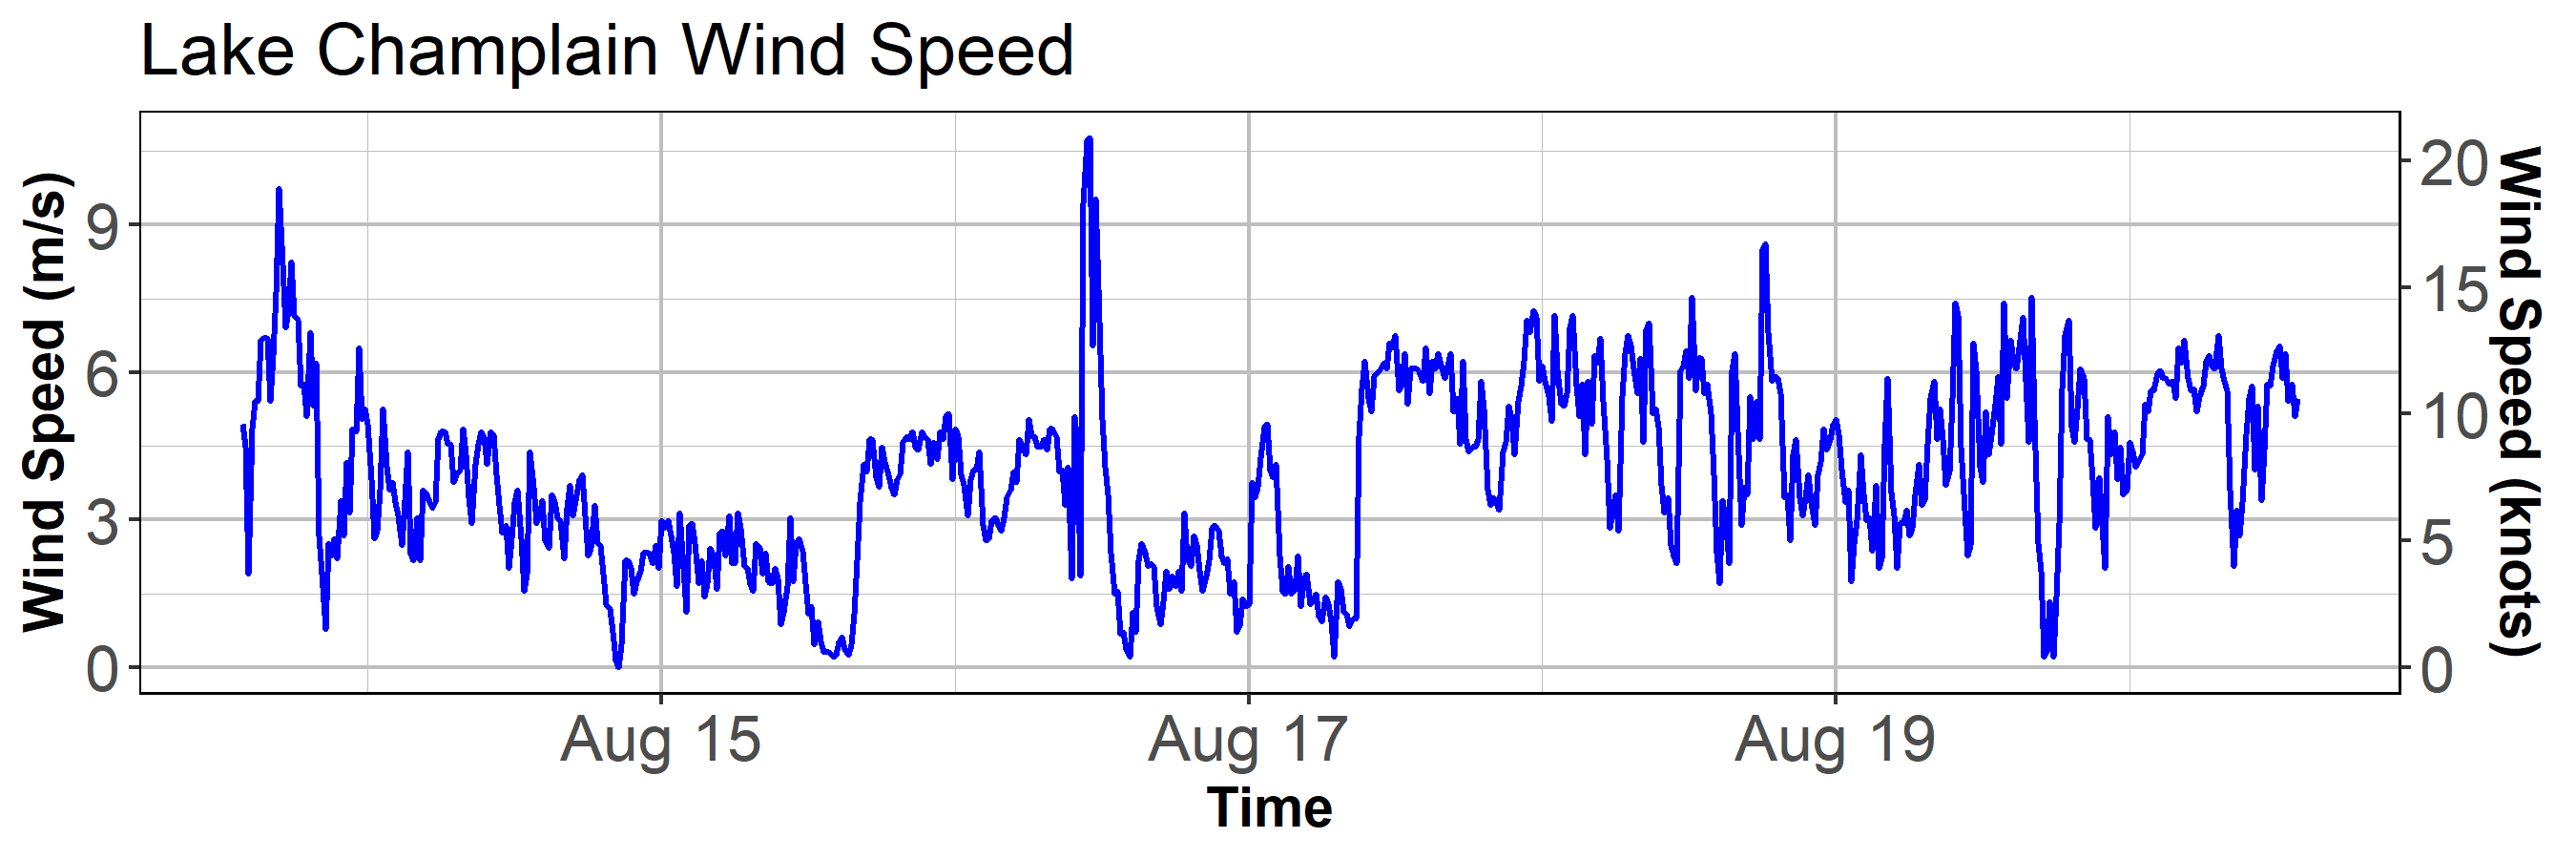 Lake Champlain Wind Speed
Wind Speed (m/s)
9
6
3
0
20
15
10
5
0
Wind Speed (knots)
Aug 15
Aug 17
Aug 19
Time